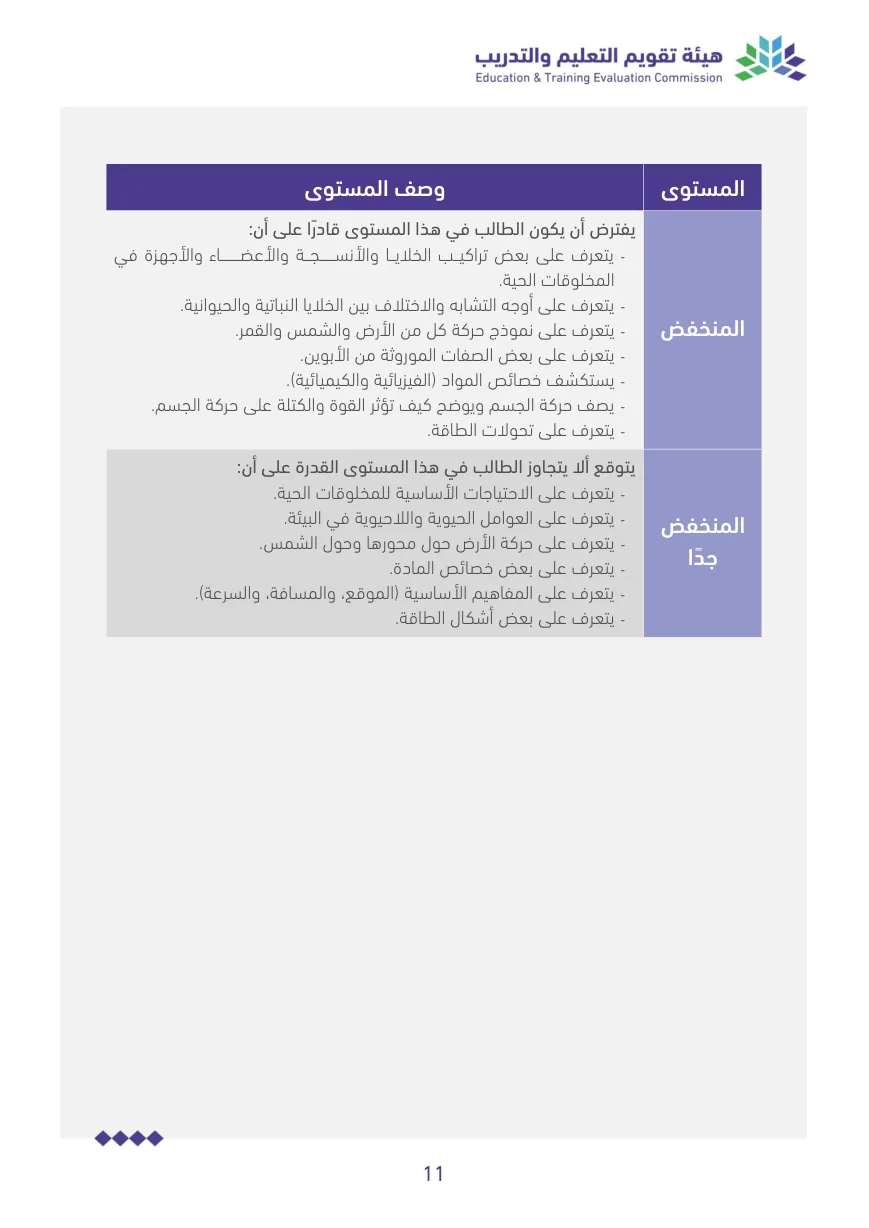 هيئة تقويم التعليم والتدريب
Education & Training Evaluation Commission
المستوى
وصف المستوى
المنخفض
يفترض أن يكون الطالب في هذا المستوى قادرًا على أن:
- يتعرف على بعض تراكيب الخلايا والأنسجة والأعضاء والأجهزة في
المخلوقات الحية.
- يتعرف على أوجه التشابه والاختلاف بين الخلايا النباتية والحيوانية.
- يتعرف على نموذج حركة كل من الأرض والشمس والقمر.
- يتعرف على بعض الصفات الموروثة من الأبوين.
- يستكشف خصائص المواد (الفيزيائية والكيميائية).
- يصف حركة الجسم ويوضح كيف تؤثر القوة والكتلة على حركة الجسم.
- يتعرف على تحولات الطاقة.
المنخفض
جدًا
يتوقع ألا يتجاوز الطالب في هذا المستوى القدرة على أن:
- يتعرف على الاحتياجات الأساسية للمخلوقات الحية.
- يتعرف على العوامل الحيوية واللاحيوية في البيئة.
- يتعرف على حركة الأرض حول محورها وحول الشمس.
- يتعرف على بعض خصائص المادة.
- يتعرف على المفاهيم الأساسية (الموقع، والمسافة، والسرعة).
- يتعرف على بعض أشكال الطاقة.
11